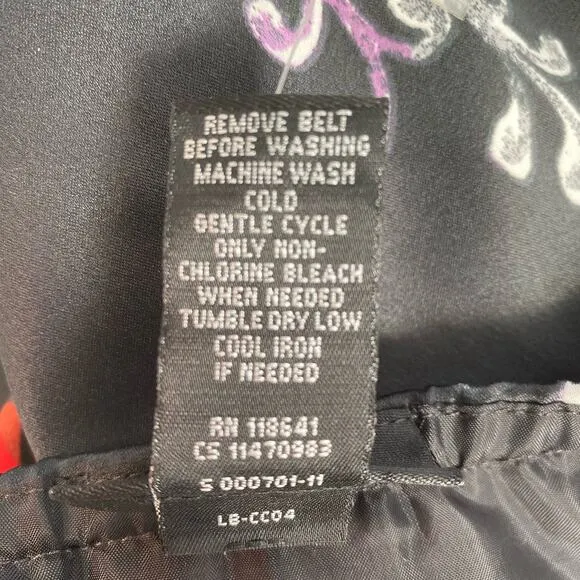 REMOVE BELT
BEFORE WASHING
MACHINE WASH
COLD
GENTLE CYCLE
ONLY NON-
CHLORINE BLEACH
WHEN NEEDED
TUMBLE DRY LOW
COOL IRON
IF NEEDED
RN 118641
CS 11470983
S 000701-11
LB-CC04